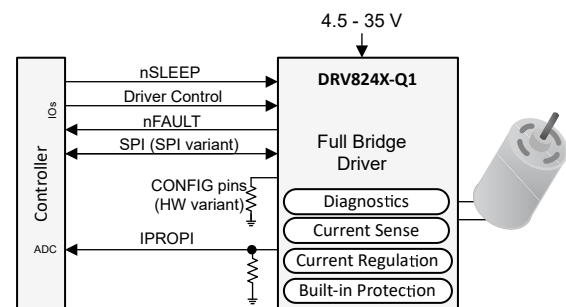 4.5 - 35 V
nSLEEP
Driver Control
nFAULT
SPI (SPI variant)
CONFIG pins
(HW variant)
IPROPI
Controller
IOs
ADC
DRV824X-Q1
Full Bridge
Driver
Diagnostics
Current Sense
Current Regulation
Built-in Protection